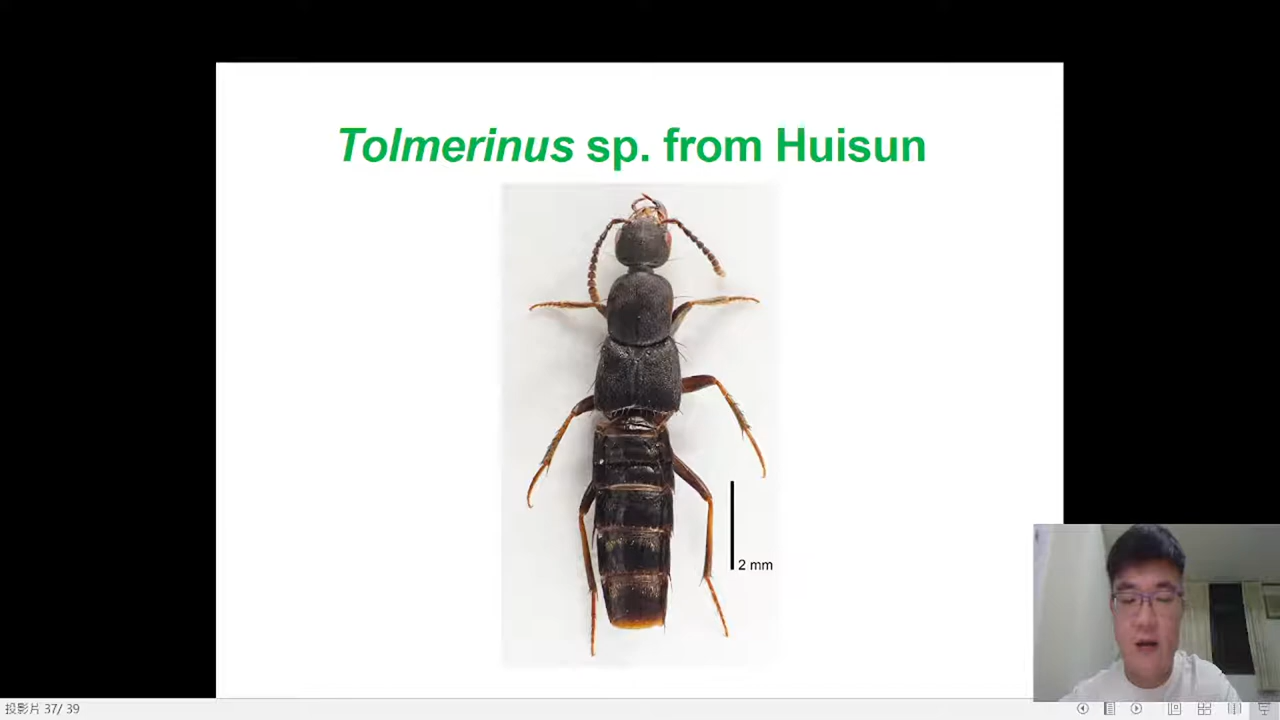 Tolmerinus sp. from Huisun
2 mm
投影片 37/ 39